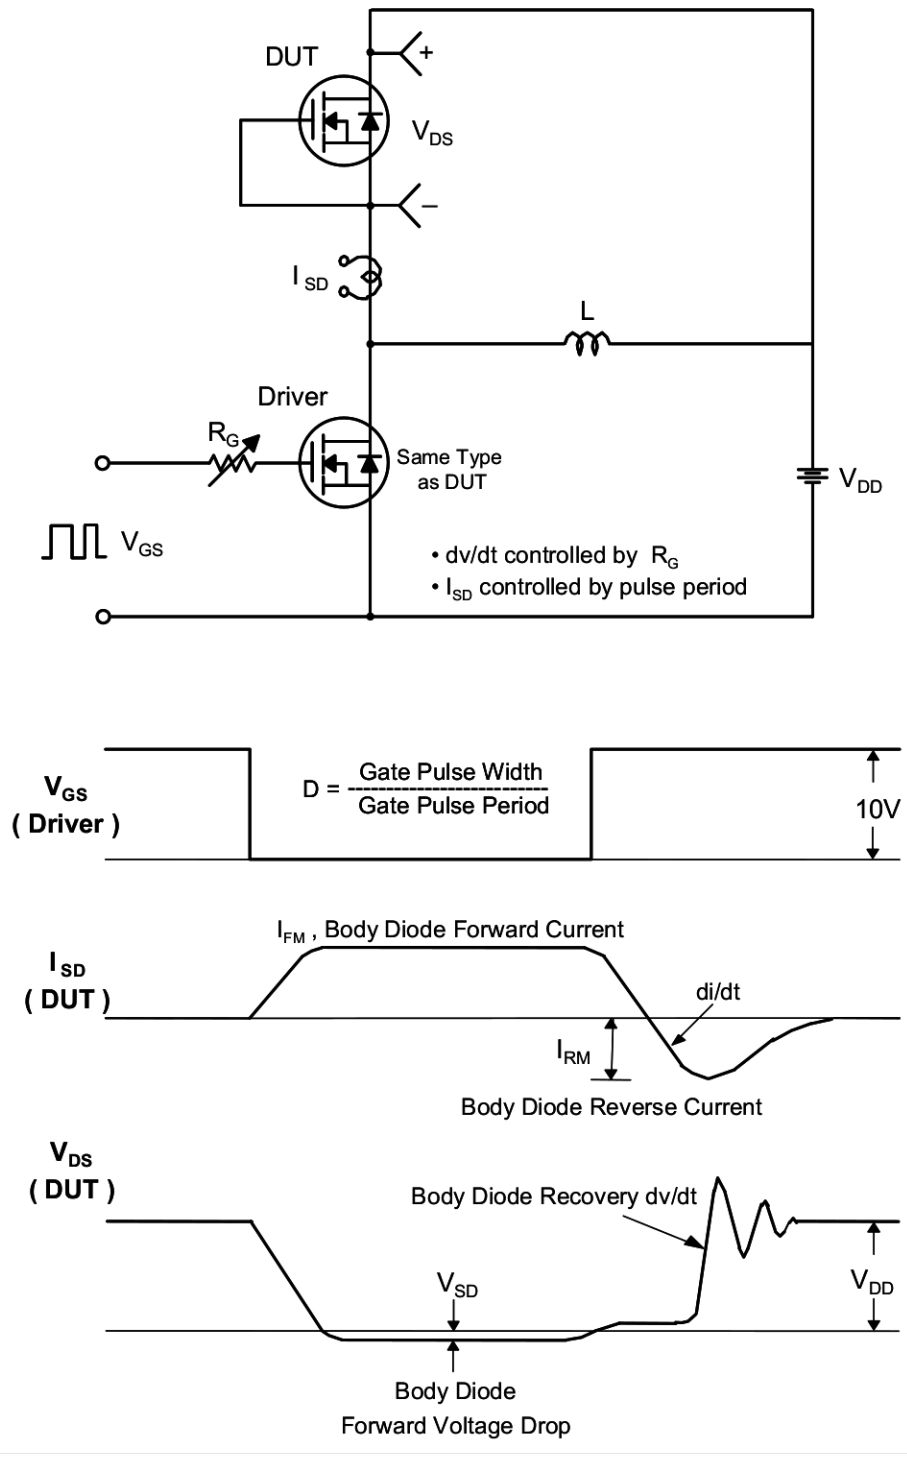 DUT
+
V_DS
−
I_SD
L
Driver
R_G
Same Type
as DUT
V_DD
V_GS
• dv/dt controlled by R_G
• I_SD controlled by pulse period
V_GS
( Driver )
D = Gate Pulse Width
Gate Pulse Period
10V
I_FM , Body Diode Forward Current
I_SD
( DUT )
di/dt
I_RM
Body Diode Reverse Current
V_DS
( DUT )
Body Diode Recovery dv/dt
V_SD
V_DD
Body Diode
Forward Voltage Drop